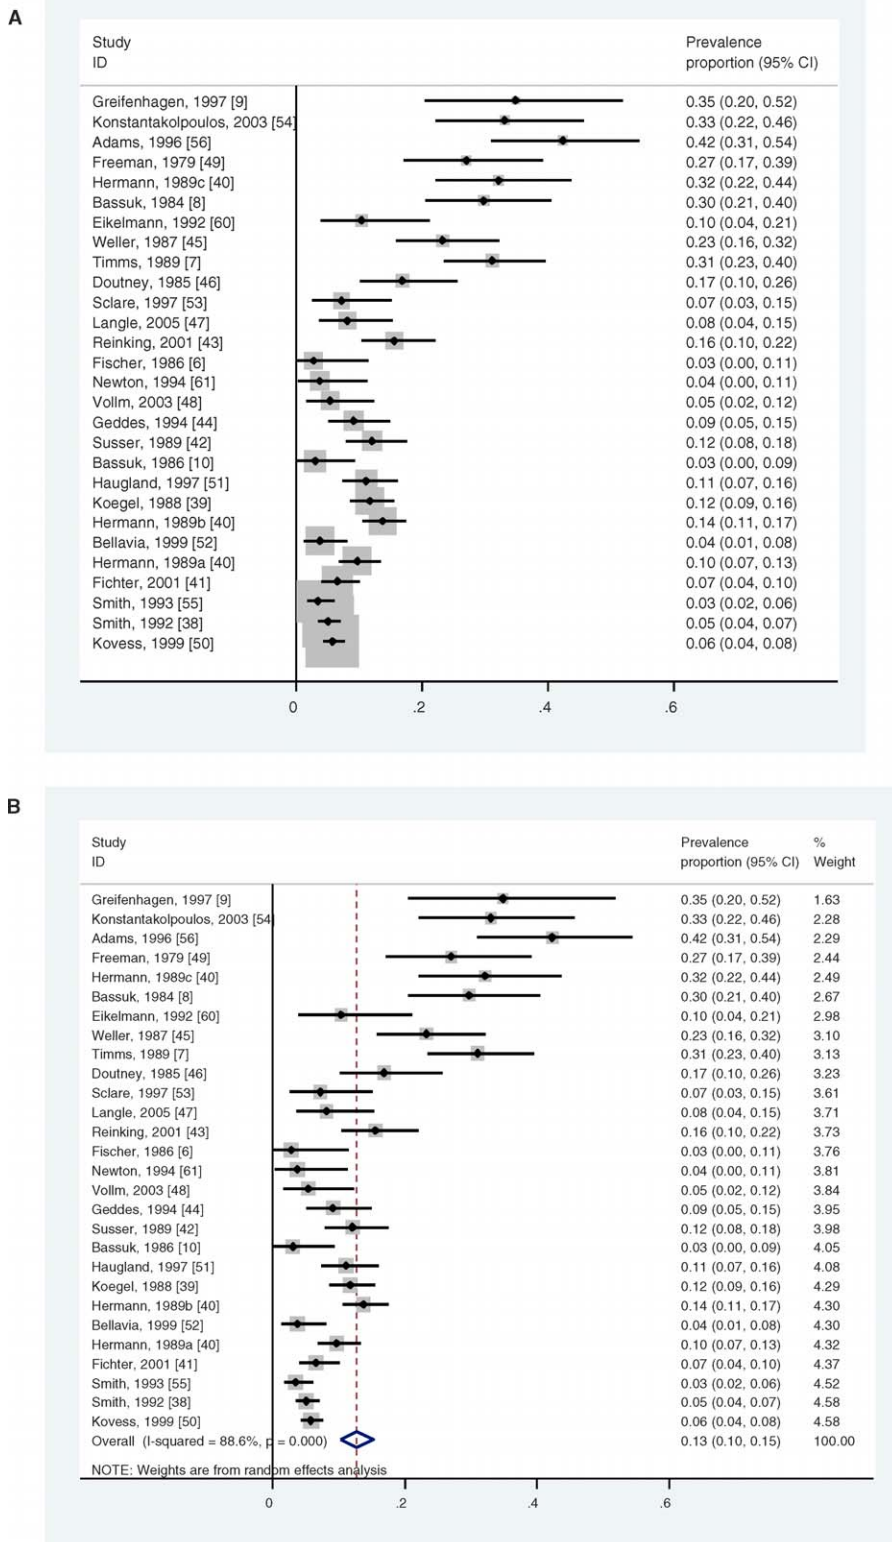 A
Study Prevalence
ID proportion (95% CI)
Greifenhagen, 1997 [9] 0.35 (0.20, 0.52)
Konstantakolpoulos, 2003 [54] 0.33 (0.22, 0.46)
Adams, 1996 [56] 0.42 (0.31, 0.54)
Freeman, 1979 [49] 0.27 (0.17, 0.39)
Hermann, 1989c [40] 0.32 (0.22, 0.44)
Bassuk, 1984 [8] 0.30 (0.21, 0.40)
Eikelmann, 1992 [60] 0.10 (0.04, 0.21)
Weller, 1987 [45] 0.23 (0.16, 0.32)
Timms, 1989 [7] 0.31 (0.23, 0.40)
Doutney, 1985 [46] 0.17 (0.10, 0.26)
Sclare, 1997 [53] 0.07 (0.03, 0.15)
Langle, 2005 [47] 0.08 (0.04, 0.15)
Reinking, 2001 [43] 0.16 (0.10, 0.22)
Fischer, 1986 [6] 0.03 (0.00, 0.11)
Newton, 1994 [61] 0.04 (0.00, 0.11)
Vollm, 2003 [48] 0.05 (0.02, 0.12)
Geddes, 1994 [44] 0.09 (0.05, 0.15)
Susser, 1989 [42] 0.12 (0.08, 0.18)
Bassuk, 1986 [10] 0.03 (0.00, 0.09)
Haugland, 1997 [51] 0.11 (0.07, 0.16)
Koegel, 1988 [39] 0.12 (0.09, 0.16)
Hermann, 1989b [40] 0.14 (0.11, 0.17)
Bellavia, 1999 [52] 0.04 (0.01, 0.08)
Hermann, 1989a [40] 0.10 (0.07, 0.13)
Fichter, 2001 [41] 0.07 (0.04, 0.10)
Smith, 1993 [55] 0.03 (0.02, 0.06)
Smith, 1992 [38] 0.05 (0.04, 0.07)
Kovess, 1999 [50] 0.06 (0.04, 0.08)
0 .2 .4 .6
B
Study Prevalence %
ID proportion (95% CI) Weight
Greifenhagen, 1997 [9] 0.35 (0.20, 0.52) 1.63
Konstantakolpoulos, 2003 [54] 0.33 (0.22, 0.46) 2.28
Adams, 1996 [56] 0.42 (0.31, 0.54) 2.29
Freeman, 1979 [49] 0.27 (0.17, 0.39) 2.44
Hermann, 1989c [40] 0.32 (0.22, 0.44) 2.49
Bassuk, 1984 [8] 0.30 (0.21, 0.40) 2.67
Eikelmann, 1992 [60] 0.10 (0.04, 0.21) 2.98
Weller, 1987 [45] 0.23 (0.16, 0.32) 3.10
Timms, 1989 [7] 0.31 (0.23, 0.40) 3.13
Doutney, 1985 [46] 0.17 (0.10, 0.26) 3.23
Sclare, 1997 [53] 0.07 (0.03, 0.15) 3.61
Langle, 2005 [47] 0.08 (0.04, 0.15) 3.71
Reinking, 2001 [43] 0.16 (0.10, 0.22) 3.73
Fischer, 1986 [6] 0.03 (0.00, 0.11) 3.76
Newton, 1994 [61] 0.04 (0.00, 0.11) 3.81
Vollm, 2003 [48] 0.05 (0.02, 0.12) 3.84
Geddes, 1994 [44] 0.09 (0.05, 0.15) 3.95
Susser, 1989 [42] 0.12 (0.08, 0.18) 3.98
Bassuk, 1986 [10] 0.03 (0.00, 0.09) 4.05
Haugland, 1997 [51] 0.11 (0.07, 0.16) 4.08
Koegel, 1988 [39] 0.12 (0.09, 0.16) 4.29
Hermann, 1989b [40] 0.14 (0.11, 0.17) 4.30
Bellavia, 1999 [52] 0.04 (0.01, 0.08) 4.30
Hermann, 1989a [40] 0.10 (0.07, 0.13) 4.32
Fichter, 2001 [41] 0.07 (0.04, 0.10) 4.37
Smith, 1993 [55] 0.03 (0.02, 0.06) 4.52
Smith, 1992 [38] 0.05 (0.04, 0.07) 4.58
Kovess, 1999 [50] 0.06 (0.04, 0.08) 4.58
Overall (I-squared = 88.6%, p = 0.000) 0.13 (0.10, 0.15) 100.00
NOTE: Weights are from random effects analysis
0 .2 .4 .6